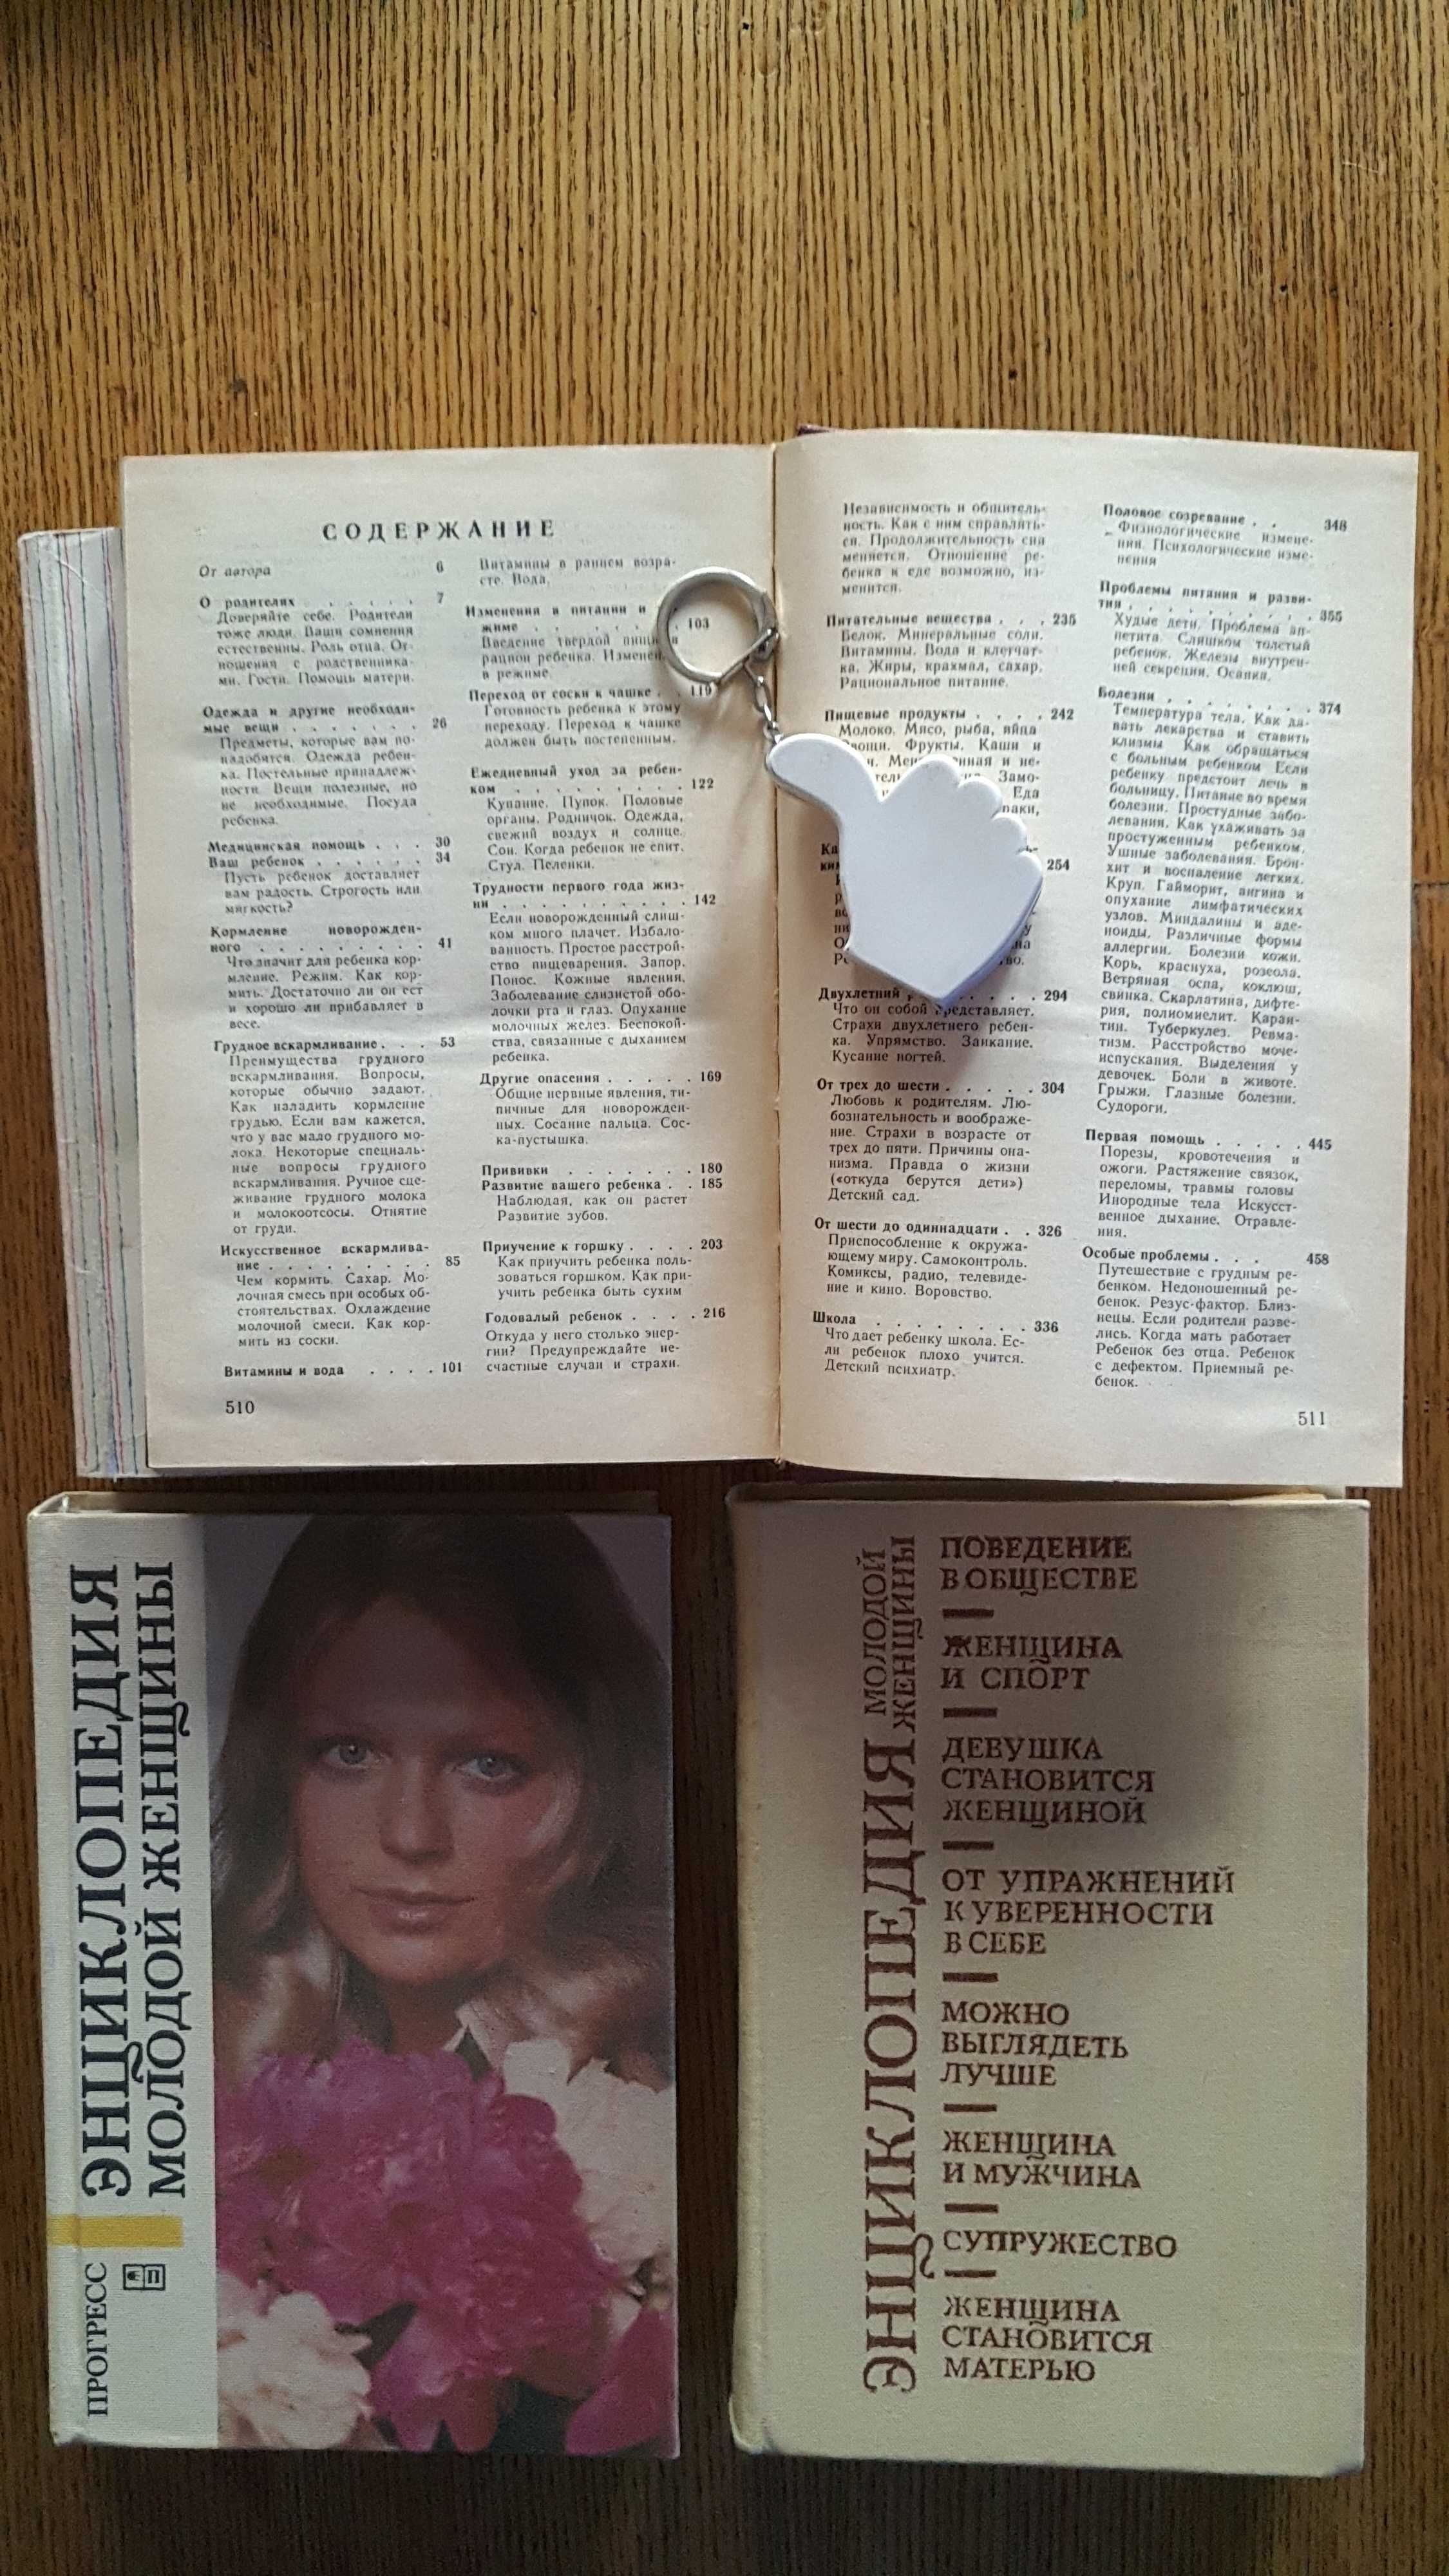 СОДЕРЖАНИЕ
От автора 6
О родителях . . . . . 7
Доверяйте себе. Родители
тоже люди. Ваши сомнения
естественны. Роль отца. От-
ношения с родственника-
ми. Гости. Помощь матери.
Одежда и другие необходи-
мые вещи . . . . . . 26
Предметы, которые вам по-
надобятся. Одежда ребен-
ка. Постельные принадлеж-
ности. Вещи полезные, но
не необходимые. Посуда
ребенка.
Медицинская помощь . . . 30
Ваш ребенок . . . . . . 34
Пусть ребенок доставляет
вам радость. Строгость или
мягкость?
Кормление новорожден-
ного . . . . . . . . . 41
Что значит для ребенка кор-
мление. Режим. Как кор-
мить. Достаточно ли он ест
и хорошо ли прибавляет в
весе.
Грудное вскармливание . . . 53
Преимущества грудного
вскармливания. Вопросы,
которые обычно задают.
Как наладить кормление
грудью. Если вам кажется,
что у вас мало грудного мо-
лока. Некоторые специаль-
ные вопросы грудного
вскармливания. Ручное сце-
живание грудного молока
и молокоотсосы. Отнятие
от груди.
Искусственное вскармлива-
ние . . . . . . . . . 85
Чем кормить. Сахар. Мо-
лочная смесь при особых об-
стоятельствах. Охлаждение
молочной смеси. Как кор-
мить из соски.
Витамины и вода . . . . 101
510
Витамины в раннем возра-
сте. Вода.
Изменения в питании и
жиме . . . . . . . . . 103
Введение твердой пищи в
рацион ребенка. Изменен
в режиме.
Переход от соски к чашке . . 119
Готовность ребенка к этому
переходу. Переход к чашке
должен быть постепенным.
Ежедневный уход за ребен-
ком . . . . . . . . . 122
Купание. Пупок. Половые
органы. Родничок. Одежда,
свежий воздух и солнце.
Сон. Когда ребенок не спит.
Стул. Пеленки.
Трудности первого года жиз-
ни . . . . . . . . . . 142
Если новорожденный слиш-
ком много плачет. Избало-
ванность. Простое расстрой-
ство пищеварения. Запор.
Понос. Кожные явления.
Заболевание слизистой обо-
лочки рта и глаз. Опухание
молочных желез. Беспокой-
ства, связанные с дыханием
ребенка.
Другие опасения . . . . . 169
Общие нервные явления, ти-
пичные для новорожден-
ных. Сосание пальца. Сос-
ка-пустышка.
Прививки . . . . . . . 180
Развитие вашего ребенка . . 185
Наблюдая, как он растет
Развитие зубов.
Приучение к горшку . . . . 203
Как приучить ребенка поль-
зоваться горшком. Как при-
учить ребенка быть сухим
Годовалый ребенок . . . . 216
Откуда у него столько энер-
гии? Предупреждайте не-
счастные случаи и страхи.
Независимость и общитель-
ность. Как с ним справлять-
ся. Продолжительность сна
меняется. Отношение ре-
бенка к еде возможно, из-
менится.
Питательные вещества . . . 235
Белок. Минеральные соли.
Витамины. Вода и клетчат-
ка. Жиры, крахмал, сахар.
Рациональное питание.
Пищевые продукты . . . . 242
Молоко. Мясо, рыба, яйца
Овощи. Фрукты. Каши и
Замо-
Еда
254
Двухлетний . . . . . 294
Что он собой представляет.
Страхи двухлетнего ребен-
ка. Упрямство. Заикание.
Кусание ногтей.
От трех до шести . . . . . 304
Любовь к родителям. Лю-
бознательность и воображе-
ние. Страхи в возрасте от
трех до пяти. Причины она-
низма. Правда о жизни
(«откуда берутся дети»)
Детский сад.
От шести до одиннадцати . . 326
Приспособление к окружа-
ющему миру. Самоконтроль.
Комиксы, радио, телевиде-
ние и кино. Воровство.
Школа . . . . . . . . 336
Что дает ребенку школа. Ес-
ли ребенок плохо учится.
Детский психиатр.
Половое созревание . . 348
Физиологические измене-
ния. Психологические изме-
нения
Проблемы питания и разви-
тия . . . . . . . . . 355
Худые дети. Проблема ап-
петита. Слишком толстый
ребенок. Железы внутрен-
ней секреции. Осанка.
Болезни . . . . . . . . 374
Температура тела. Как да-
вать лекарства и ставить
клизмы Как обращаться
с больным ребенком Если
ребенку предстоит лечь в
больницу. Питание во время
болезни. Простудные забо-
левания. Как ухаживать за
простуженным ребенком.
Ушные заболевания. Брон-
хит и воспаление легких.
Круп. Гайморит, ангина и
опухание лимфатических
узлов. Миндалины и аде-
ноиды. Различные формы
аллергии. Болезни кожи.
Корь, краснуха, розеола.
Ветряная оспа, коклюш,
свинка. Скарлатина, дифте-
рия, полиомиелит. Каран-
тин. Туберкулез. Ревма-
тизм. Расстройство моче-
испускания. Выделения у
девочек. Боли в животе.
Грыжи. Глазные болезни.
Судороги.
Первая помощь . . . . . 445
Порезы, кровотечения и
ожоги. Растяжение связок,
переломы, травмы головы
Инородные тела Искусст-
венное дыхание. Отравле-
ния.
Особые проблемы . . . 458
Путешествие с грудным ре-
бенком. Недоношенный ре-
бенок. Резус-фактор. Близ-
нецы. Если родители разве-
лись. Когда мать работает
Ребенок без отца. Ребенок
с дефектом. Приемный ре-
бенок.
511
ЭНЦИКЛОПЕДИЯ
МОЛОДОЙ ЖЕНЩИНЫ
ПРОГРЕСС
ЭНЦИКЛОПЕДИЯ
МОЛОДОЙ
ЖЕНЩИНЫ
ПОВЕДЕНИЕ
В ОБЩЕСТВЕ
ЖЕНЩИНА
И СПОРТ
ДЕВУШКА
СТАНОВИТСЯ
ЖЕНЩИНОЙ
ОТ УПРАЖНЕНИЙ
К УВЕРЕННОСТИ
В СЕБЕ
МОЖНО
ВЫГЛЯДЕТЬ
ЛУЧШЕ
ЖЕНЩИНА
И МУЖЧИНА
СУПРУЖЕСТВО
ЖЕНЩИНА
СТАНОВИТСЯ
МАТЕРЬЮ